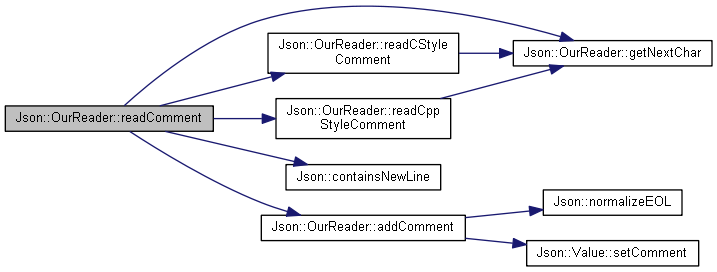 Json::OurReader::readComment
Json::OurReader::readCStyle
Comment
Json::OurReader::getNextChar
Json::OurReader::readCpp
StyleComment
Json::containsNewLine
Json::OurReader::addComment
Json::normalizeEOL
Json::Value::setComment